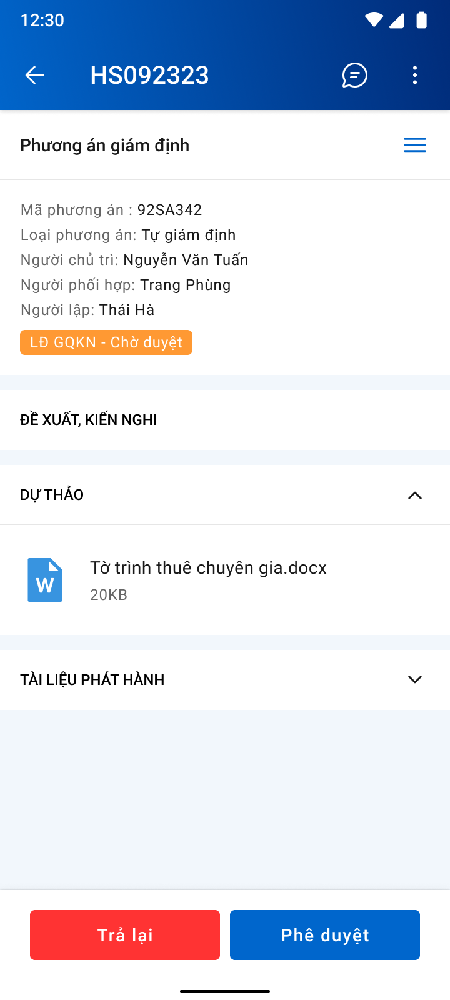 12:30
HS092323
Phương án giám định
Mã phương án : 92SA342
Loại phương án: Tự giám định
Người chủ trì: Nguyễn Văn Tuấn
Người phối hợp: Trang Phùng
Người lập: Thái Hà
LĐ GQKN - Chờ duyệt
ĐỀ XUẤT, KIẾN NGHI
DỰ THẢO
W
Tờ trình thuê chuyên gia.docx
20KB
TÀI LIỆU PHÁT HÀNH
Trả lại
Phê duyệt